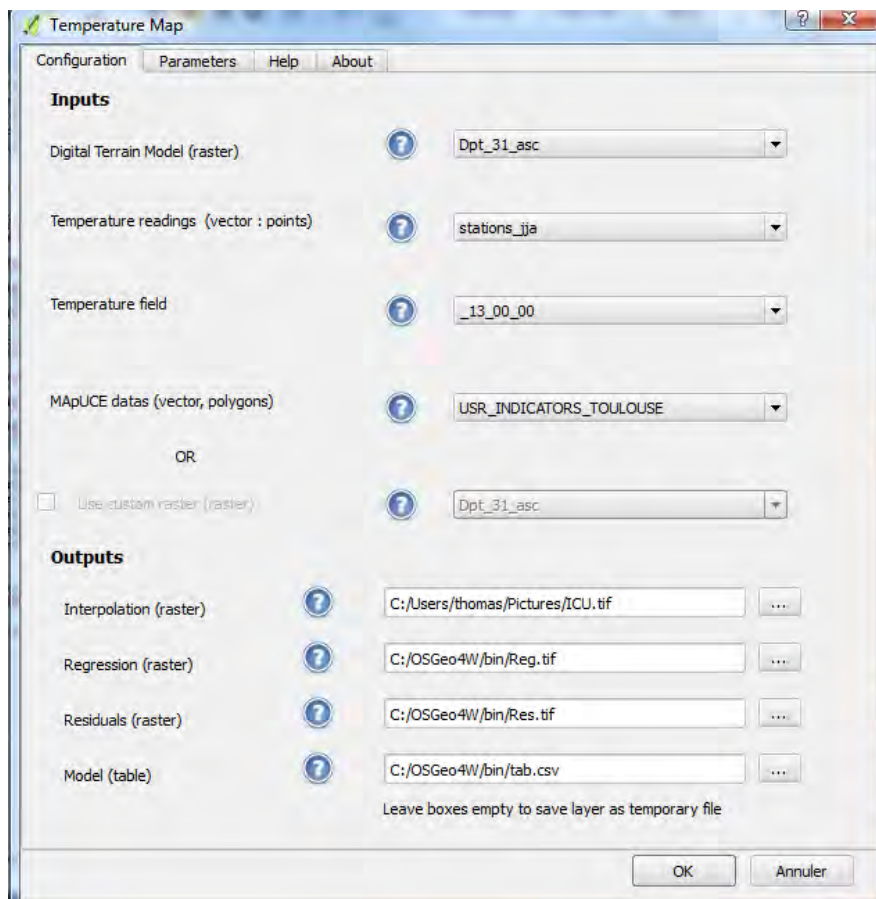 Temperature Map
Configuration Parameters Help About
Inputs
Digital Terrain Model (raster) ? Dpt_31_asc
Temperature readings (vector : points) ? stations_jja
Temperature field ? _13_00_00
MApUCE datas (vector, polygons) ? USR_INDICATORS_TOULOUSE
OR
Use custom raster (raster) ? Dpt_31_asc
Outputs
Interpolation (raster) ? C:/Users/thomas/Pictures/ICU.tif ...
Regression (raster) ? C:/OSGeo4W/bin/Reg.tif ...
Residuals (raster) ? C:/OSGeo4W/bin/Res.tif ...
Model (table) ? C:/OSGeo4W/bin/tab.csv ...
Leave boxes empty to save layer as temporary file
OK Annuler